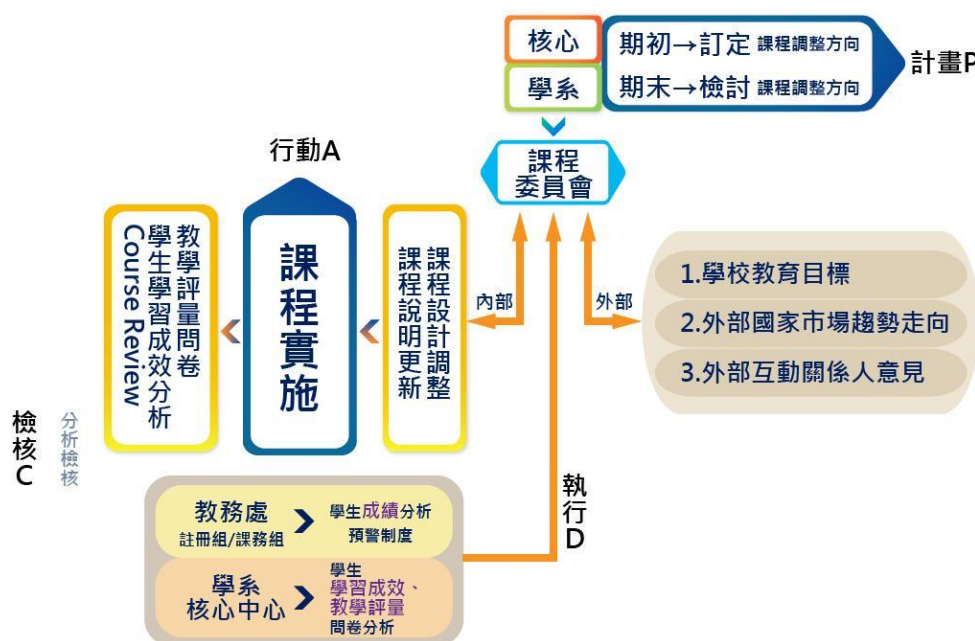 核心
學系
期初→訂定 課程調整方向
期末→檢討 課程調整方向
計畫P
課程
委員會
行動A
教學評量問卷
學生學習成效分析
Course Review
課程實施
課程設計調整
課程說明更新
內部
外部
1.學校教育目標
2.外部國家市場趨勢走向
3.外部互動關係人意見
檢核C
分析檢核
執行D
教務處
註冊組/課務組
學生成績分析
預警制度
學系
核心中心
學生
學習成效、
教學評量
問卷分析